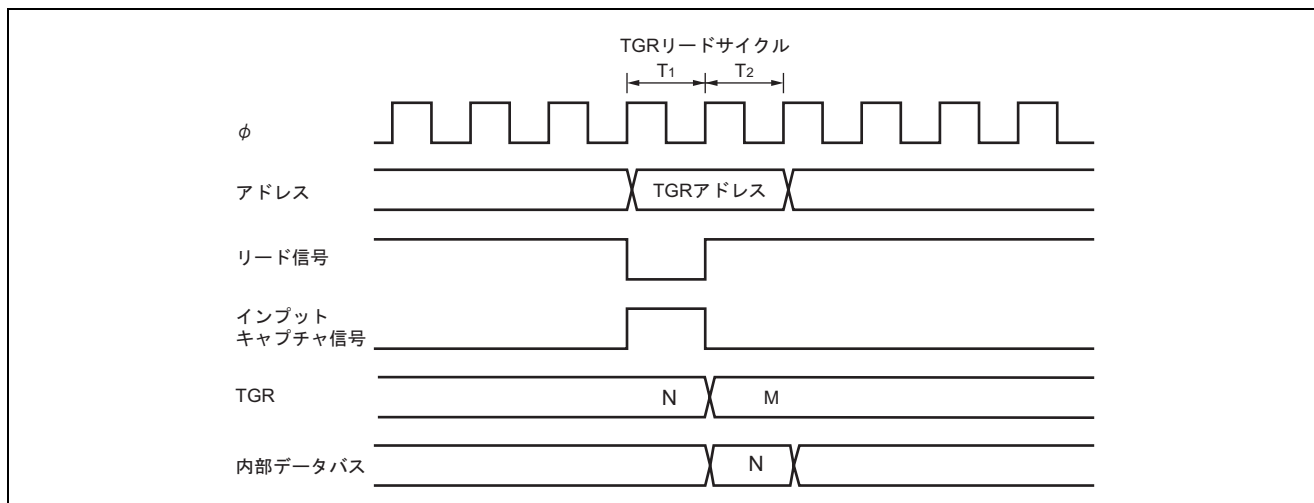 TGRリードサイクル
T1 T2
φ
アドレス
TGRアドレス
リード信号
インプット
キャプチャ信号
TGR
N M
内部データバス
N